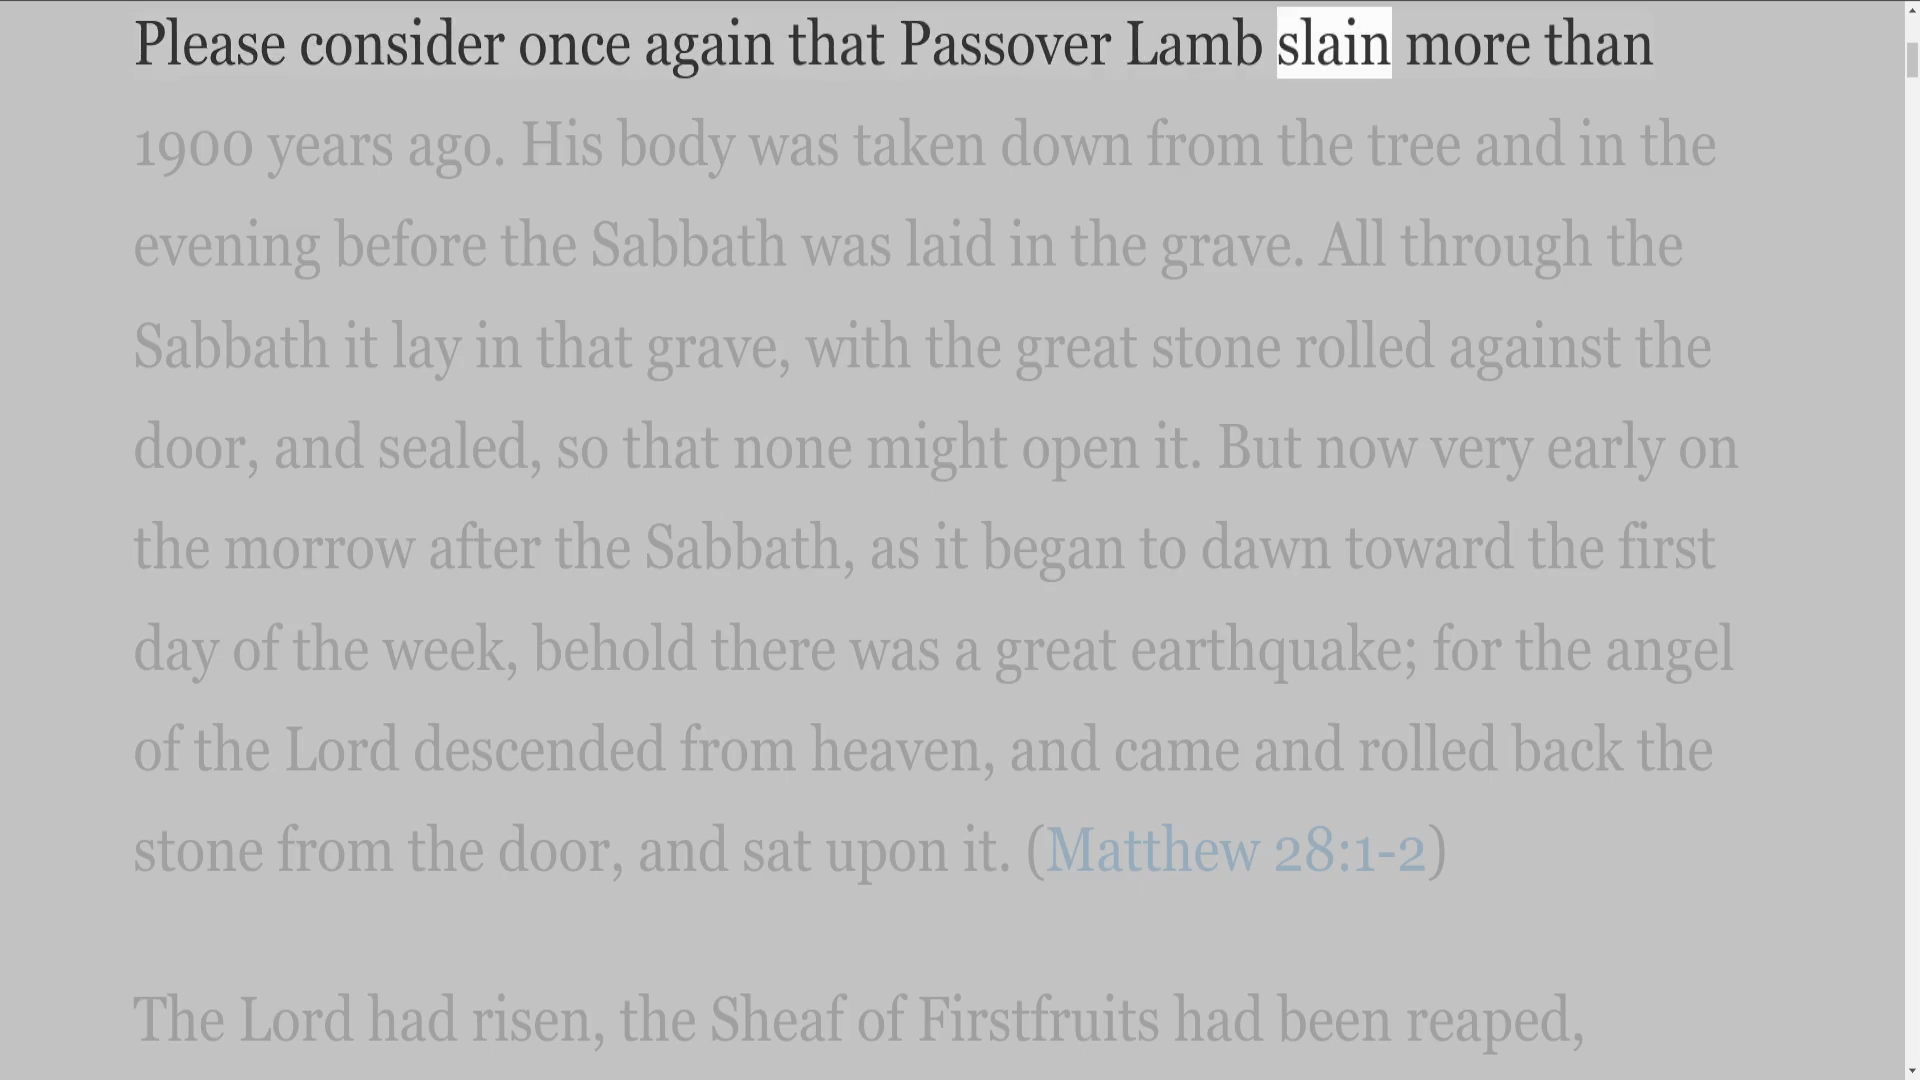 Please consider once again that Passover Lamb slain more than
1900 years ago. His body was taken down from the tree and in the
evening before the Sabbath was laid in the grave. All through the
Sabbath it lay in that grave, with the great stone rolled against the
door, and sealed, so that none might open it. But now very early on
the morrow after the Sabbath, as it began to dawn toward the first
day of the week, behold there was a great earthquake; for the angel
of the Lord descended from heaven, and came and rolled back the
stone from the door, and sat upon it. (Matthew 28:1-2)
The Lord had risen, the Sheaf of Firstfruits had been reaped,